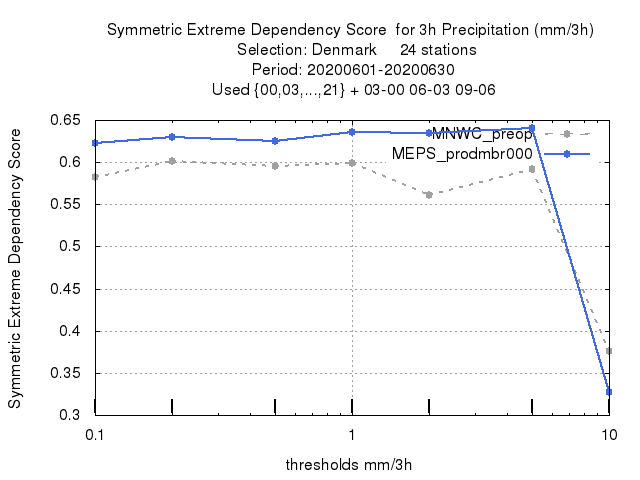 Symmetric Extreme Dependency Score  for 3h Precipitation (mm/3h)
Selection: Denmark     24 stations
Period: 20200601-20200630
Used {00,03,...,21} + 03-00 06-03 09-06
Symmetric Extreme Dependency Score
0.65
0.6
0.55
0.5
0.45
0.4
0.35
0.3
MNWC_preop
MEPS_prodmbr000
0.1
1
10
thresholds mm/3h